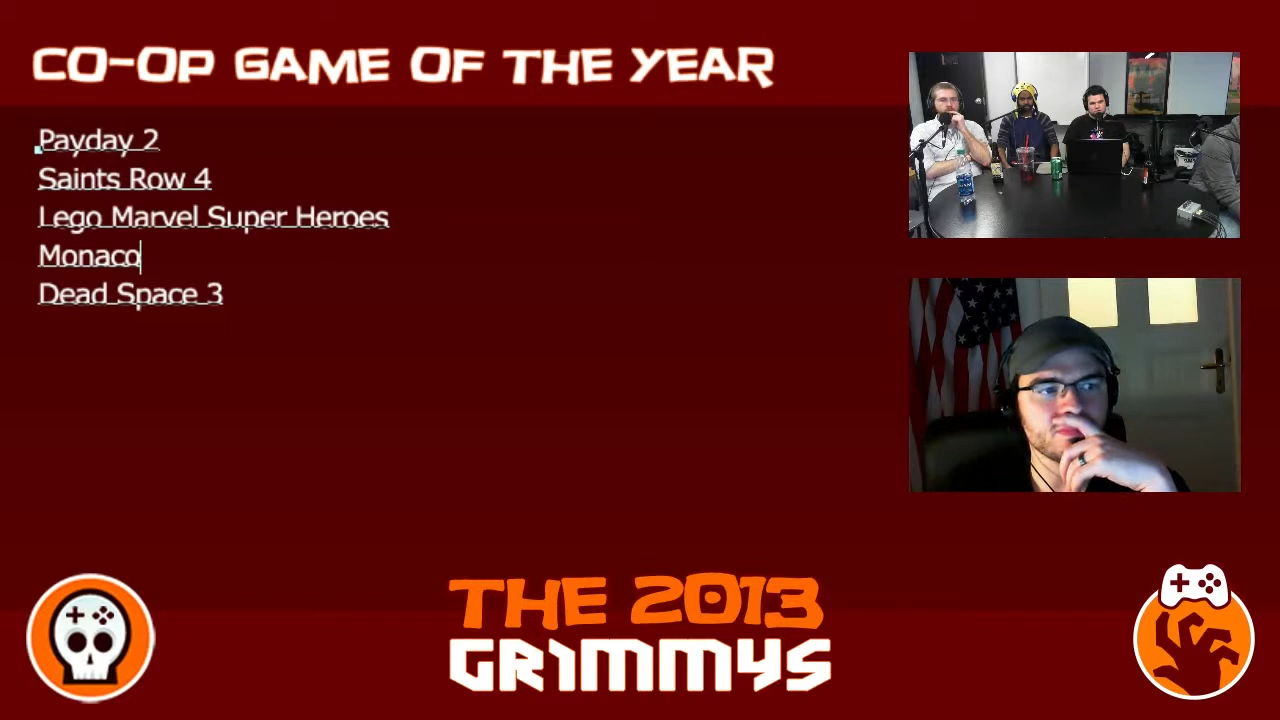 CO-OP GAME OF THE YEAR
Payday 2
Saints Row 4
Lego Marvel Super Heroes
Monaco
Dead Space 3
THE 2013
GR1MM4S